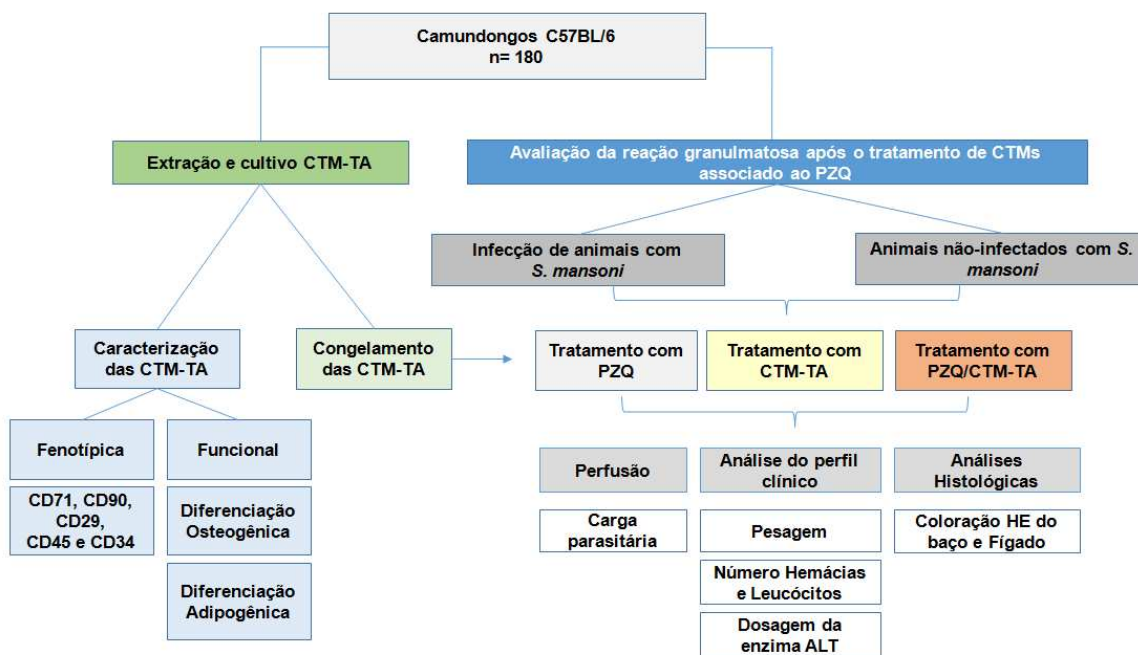 Camundongos C57BL/6
n= 180
Extração e cultivo CTM-TA
Avaliação da reação granulmatosa após o tratamento de CTMs
associado ao PZQ
Infecção de animais com
S. mansoni
Animais não-infectados com S.
mansoni
Caracterização
das CTM-TA
Congelamento
das CTM-TA
Tratamento com
PZQ
Tratamento com
CTM-TA
Tratamento com
PZQ/CTM-TA
Fenotípica
CD71, CD90,
CD29,
CD45 e CD34
Funcional
Diferenciação
Osteogênica
Diferenciação
Adipogênica
Perfusão
Carga
parasitária
Análise do perfil
clínico
Pesagem
Número Hemácias
e Leucócitos
Dosagem da
enzima ALT
Análises
Histológicas
Coloração HE do
baço e Fígado